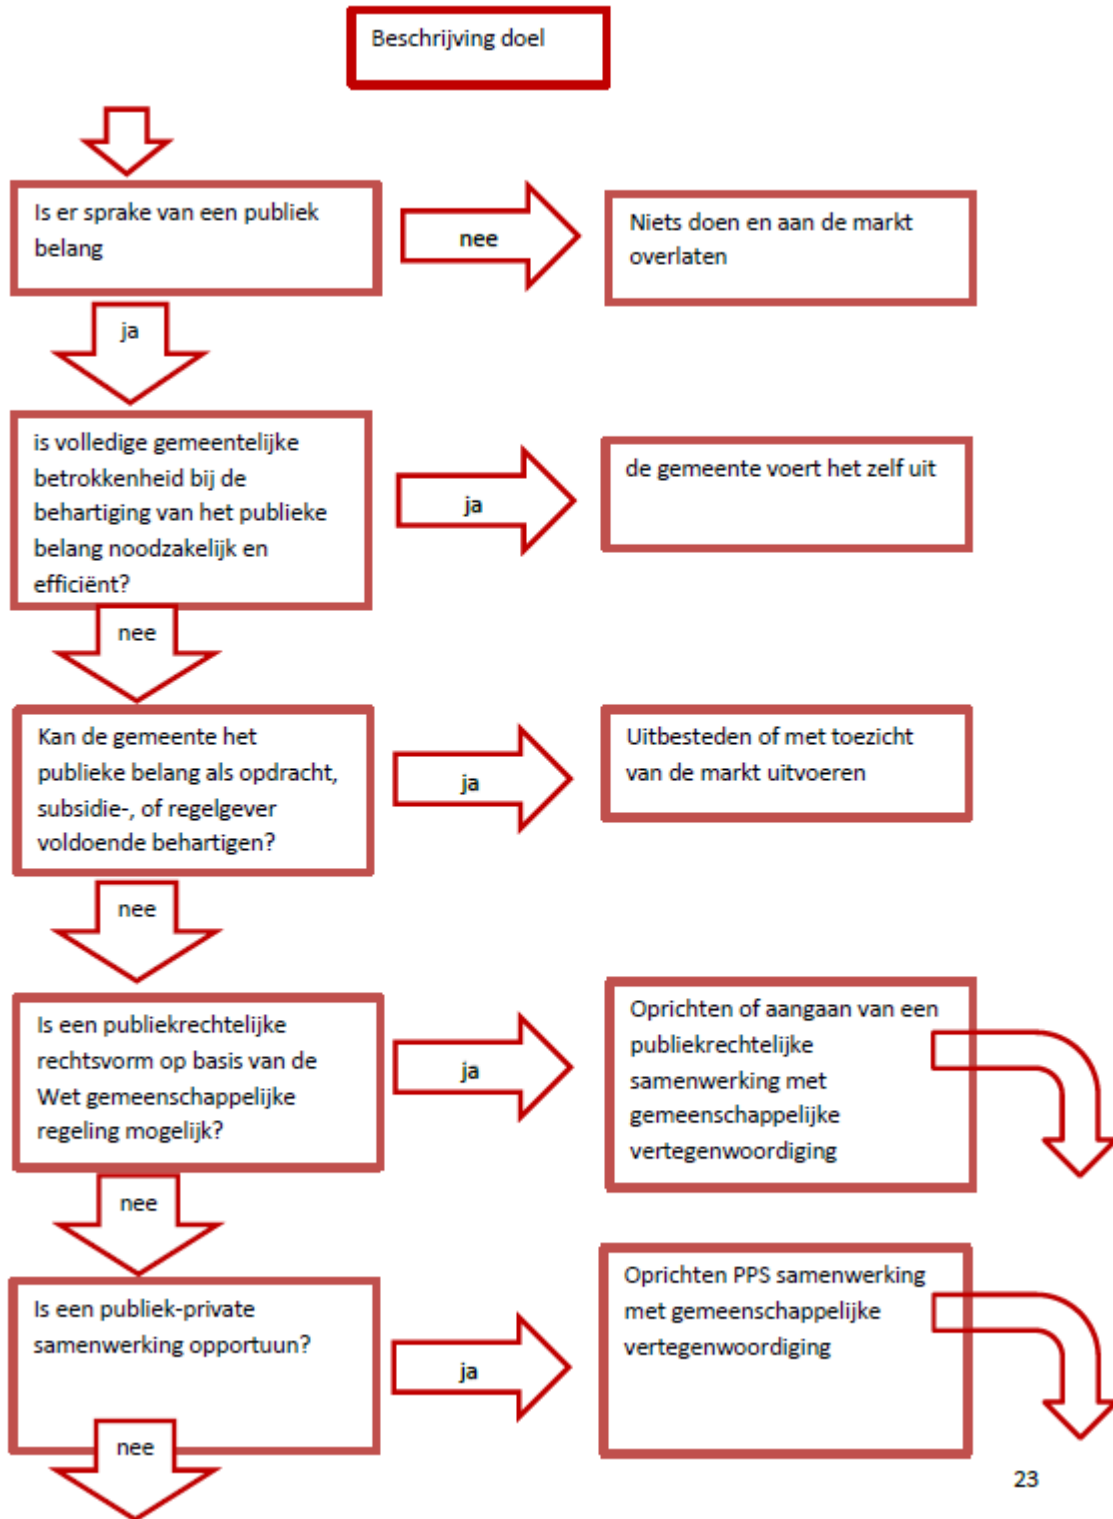 Beschrijving doel
Is er sprake van een publiek
belang
nee
Niets doen en aan de markt
overlaten
ja
is volledige gemeentelijke
betrokkenheid bij de
behartiging van het publieke
belang noodzakelijk en
efficiënt?
ja
de gemeente voert het zelf uit
nee
Kan de gemeente het
publieke belang als opdracht,
subsidie-, of regelgever
voldoende behartigen?
ja
Uitbesteden of met toezicht
van de markt uitvoeren
nee
Is een publiekrechtelijke
rechtsvorm op basis van de
Wet gemeenschappelijke
regeling mogelijk?
ja
Oprichten of aangaan van een
publiekrechtelijke
samenwerking met
gemeenschappelijke
vertegenwoordiging
nee
Is een publiek-private
samenwerking opportuun?
ja
Oprichten PPS samenwerking
met gemeenschappelijke
vertegenwoordiging
nee
23